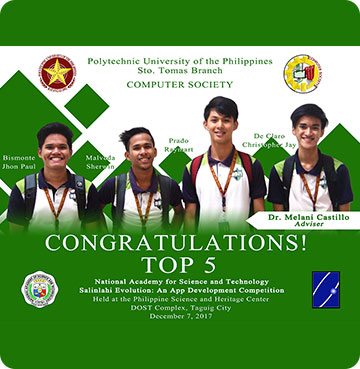 Polytechnic University of the Philippines
Sto. Tomas Branch
COMPUTER SOCIETY
Bismonte
Jhon Paul
Malveda
Sherwin
Prado
De Claro
Christopher Jay
Dr. Melani Castillo
Adviser
CONGRATULATIONS!
TOP 5
National Academy for Science and Technology
Salinlahi Evolution: An App Development Competition
Held at the Philippine Science and Heritage Center
DOST Complex, Taguig City
December 7, 2017